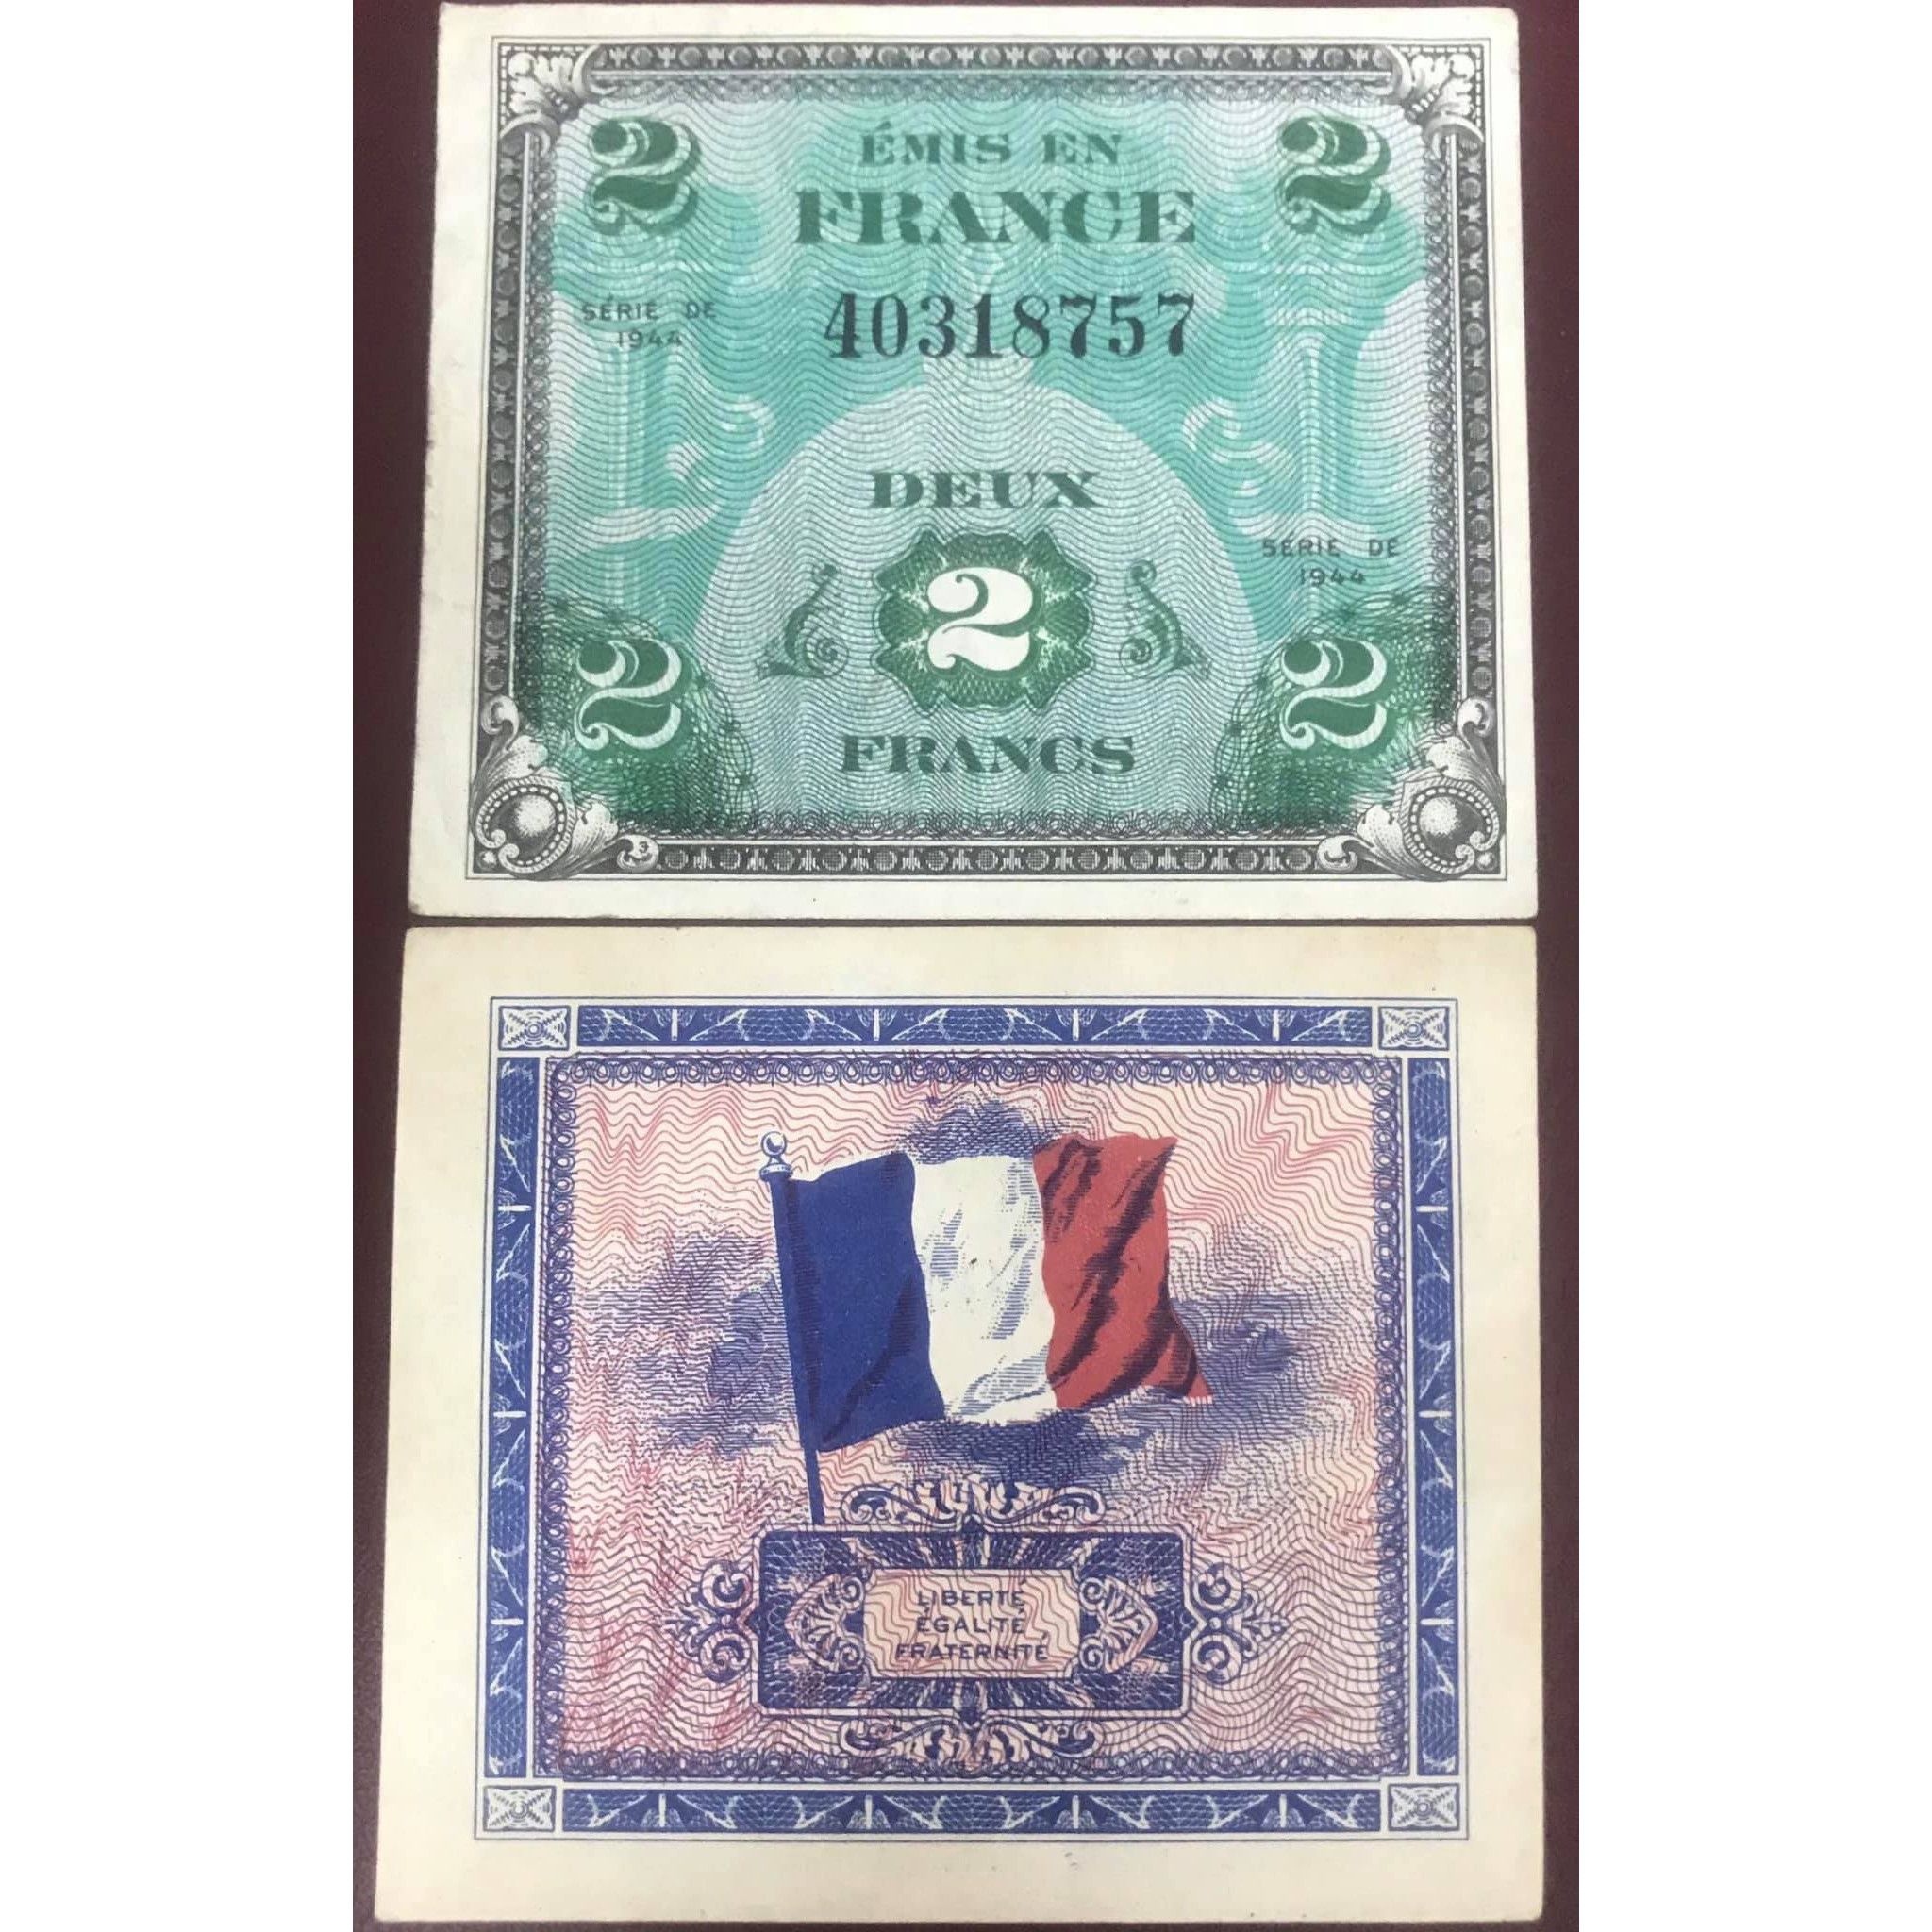 2 ÉMIS EN 2
FRANCE
SÉRIE DE
1944
40318757
DEUX
SÉRIE DE
1944
2
2 2
FRANCS
3
LIBERTÉ
ÉGALITÉ
FRATERNITÉ